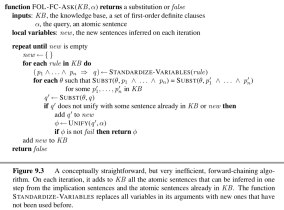 function FOL-FC-ASK(KB, α) returns a substitution or false
inputs: KB, the knowledge base, a set of first-order definite clauses
α, the query, an atomic sentence
local variables: new, the new sentences inferred on each iteration
repeat until new is empty
new ← { }
for each rule in KB do
(p₁ ∧ ... ∧ pₙ ⇒ q) ← STANDARDIZE-VARIABLES(rule)
for each θ such that SUBST(θ, p₁ ∧ ... ∧ pₙ) = SUBST(θ, p′₁ ∧ ... ∧ p′ₙ)
for some p′₁, ..., p′ₙ in KB
q′ ← SUBST(θ, q)
if q′ does not unify with some sentence already in KB or new then
add q′ to new
φ ← UNIFY(q′, α)
if φ is not fail then return φ
add new to KB
return false
Figure 9.3 A conceptually straightforward, but very inefficient, forward-chaining algo-
rithm. On each iteration, it adds to KB all the atomic sentences that can be inferred in one
step from the implication sentences and the atomic sentences already in KB. The function
STANDARDIZE-VARIABLES replaces all variables in its arguments with new ones that have
not been used before.